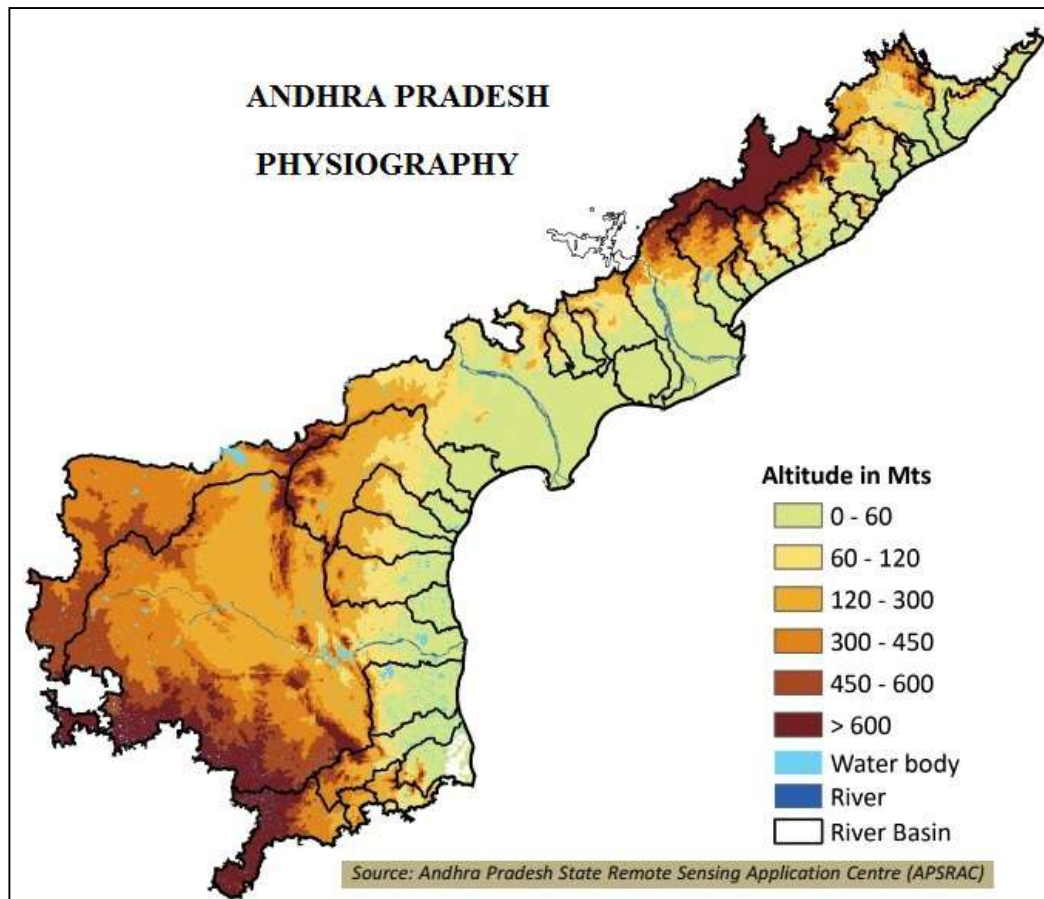 ANDHRA PRADESH
PHYSIOGRAPHY
Altitude in Mts
0 - 60
60 - 120
120 - 300
300 - 450
450 - 600
> 600
Water body
River
River Basin
Source: Andhra Pradesh State Remote Sensing Application Centre (APSRAC)